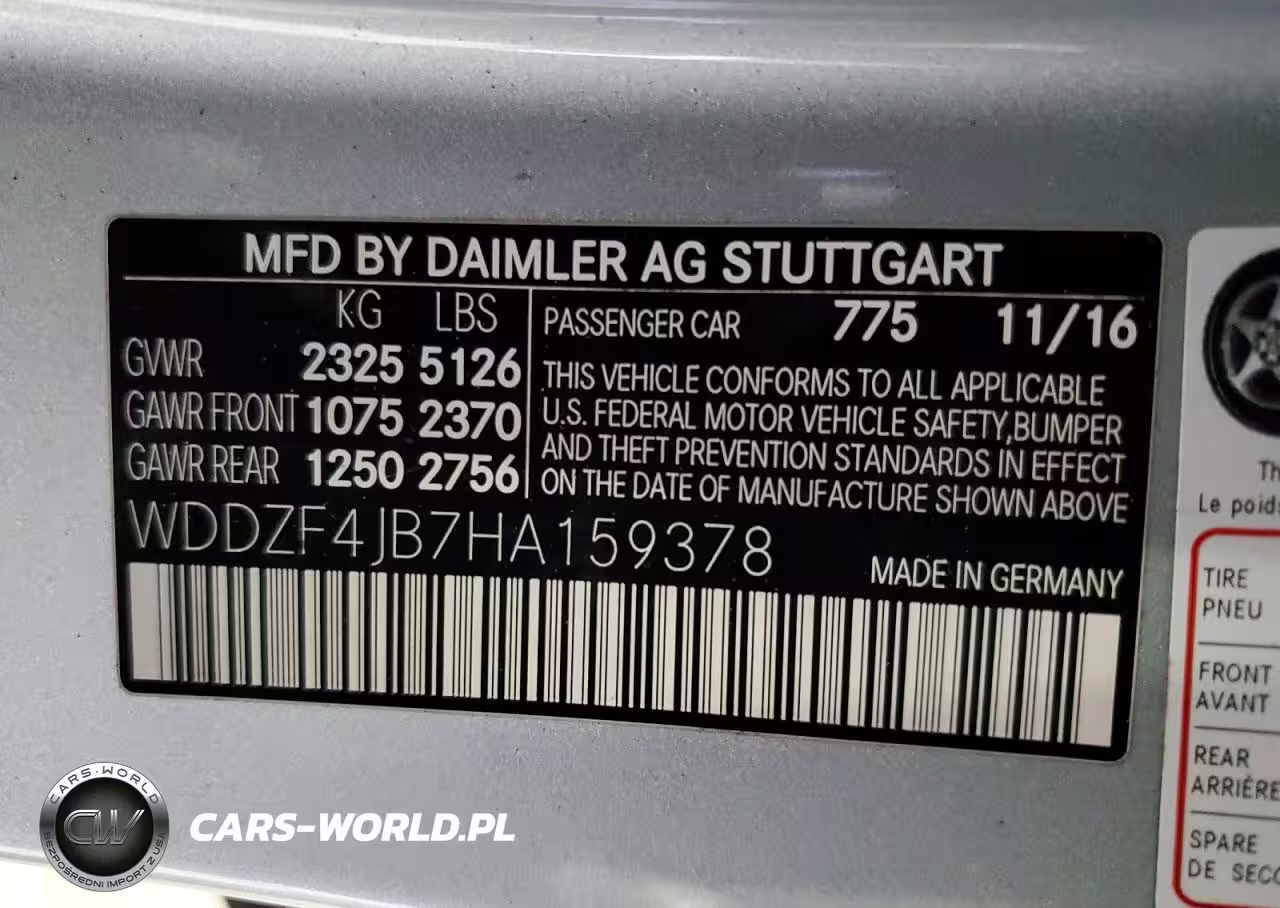 MFD BY DAIMLER AG STUTTGART
KG LBS
GVWR 2325 5126
GAWR FRONT 1075 2370
GAWR REAR 1250 2756
PASSENGER CAR 775 11/16
THIS VEHICLE CONFORMS TO ALL APPLICABLE
U.S. FEDERAL MOTOR VEHICLE SAFETY,BUMPER
AND THEFT PREVENTION STANDARDS IN EFFECT
ON THE DATE OF MANUFACTURE SHOWN ABOVE
WDDZF4JB7HA159378
MADE IN GERMANY
Le poids
TIRE
PNEU
FRONT
AVANT
REAR
ARRIÈRE
SPARE
DE
CARS-WORLD
CW
BEZPOŚREDNI IMPORT Z USA
CARS-WORLD.PL